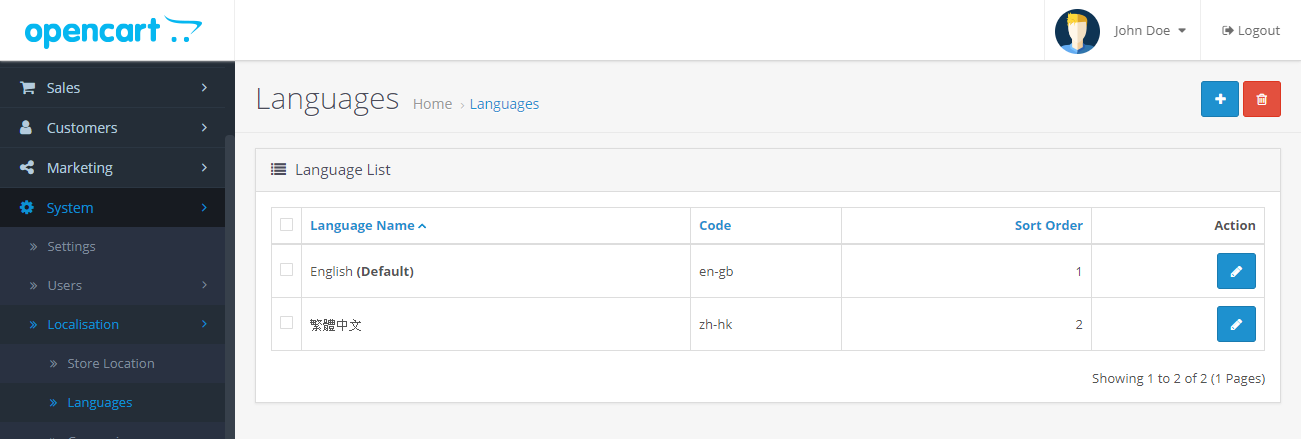 opencart
John Doe
Logout
Sales
Customers
Marketing
System
Settings
Users
Localisation
Store Location
Languages
Languages
Home › Languages
Language List
Language Name Code Sort Order Action
English (Default) en-gb 1
繁體中文 zh-hk 2
Showing 1 to 2 of 2 (1 Pages)